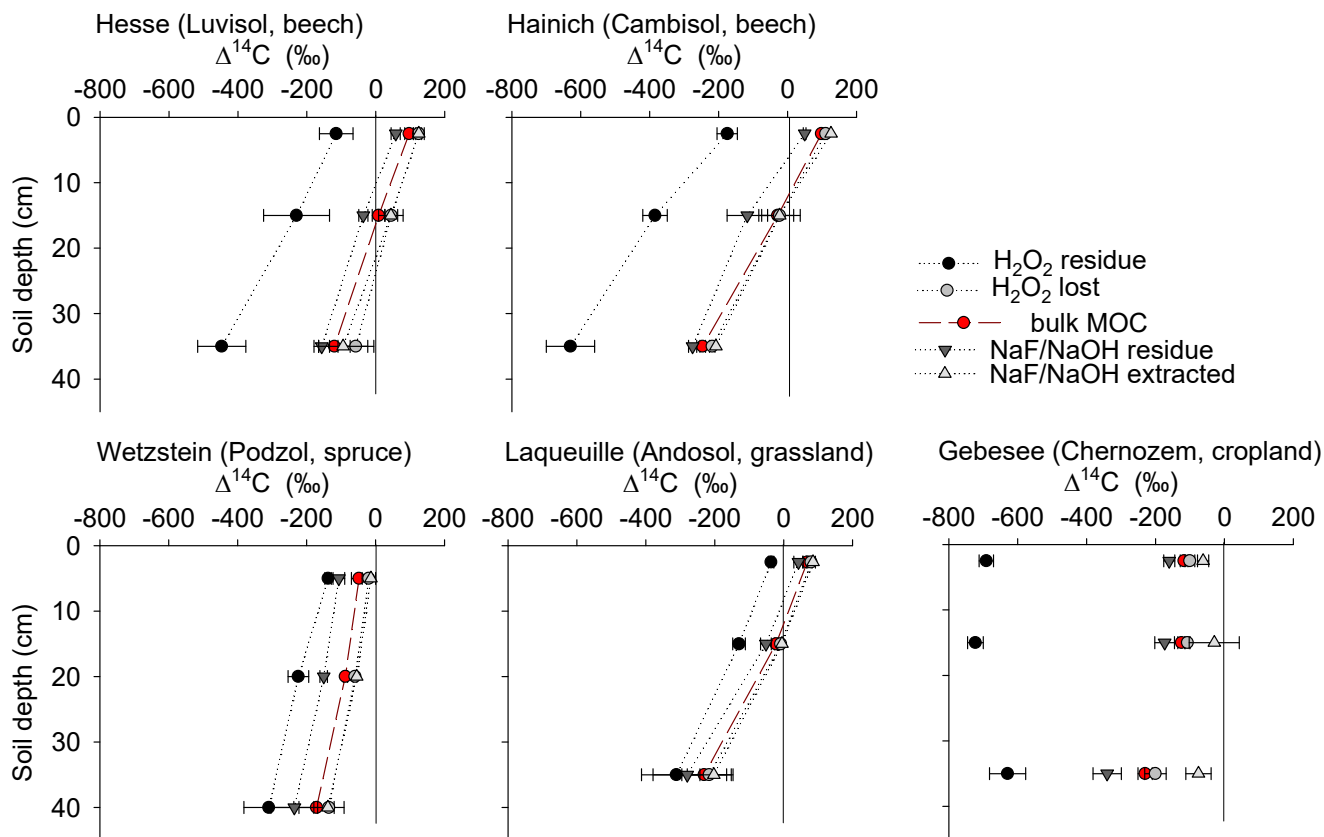 Hesse (Luvisol, beech)
Δ¹⁴C (‰)
-800 -600 -400 -200 0 200
Hainich (Cambisol, beech)
Δ¹⁴C (‰)
-800 -600 -400 -200 0 200
Soil depth (cm)
0
10
20
30
40
H₂O₂ residue
H₂O₂ lost
bulk MOC
NaF/NaOH residue
NaF/NaOH extracted
Wetzstein (Podzol, spruce)
Δ¹⁴C (‰)
-800 -600 -400 -200 0 200
Laqueuille (Andosol, grassland)
Δ¹⁴C (‰)
-800 -600 -400 -200 0 200
Gebesee (Chernozem, cropland)
Δ¹⁴C (‰)
-800 -600 -400 -200 0 200
Soil depth (cm)
0
10
20
30
40